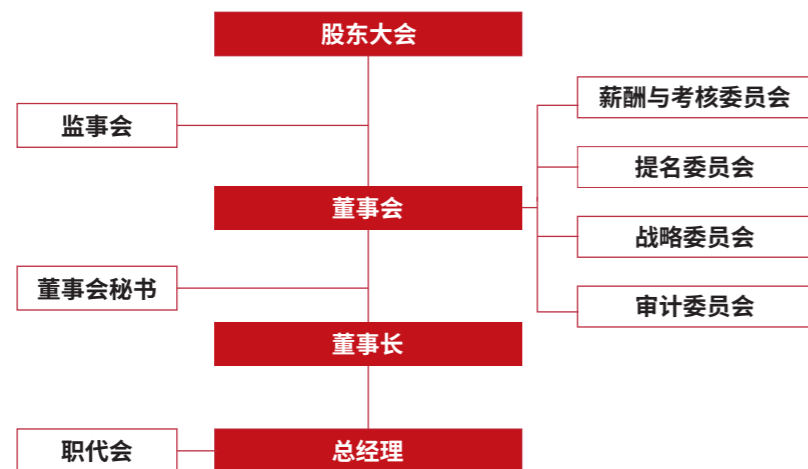 股东大会
薪酬与考核委员会
监事会
提名委员会
董事会
战略委员会
董事会秘书
审计委员会
董事长
职代会
总经理